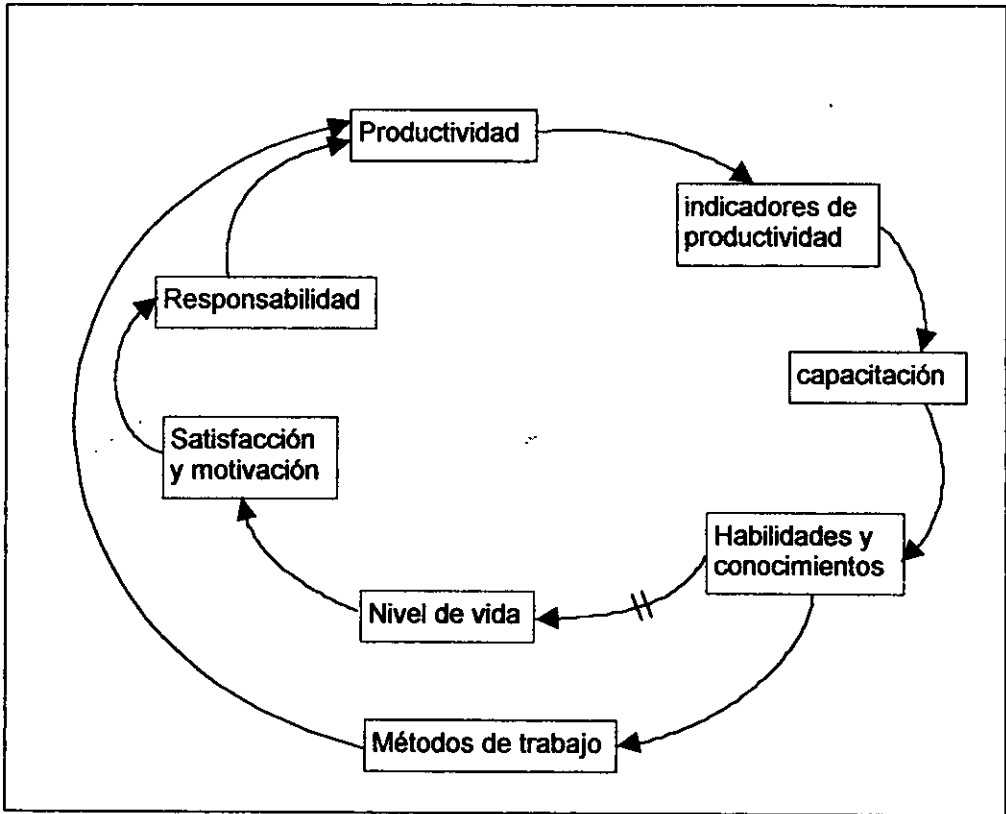 Productividad
indicadores de
productividad
Responsabilidad
capacitación
Satisfacción
y motivación
Habilidades y
conocimientos
Nivel de vida
Métodos de trabajo